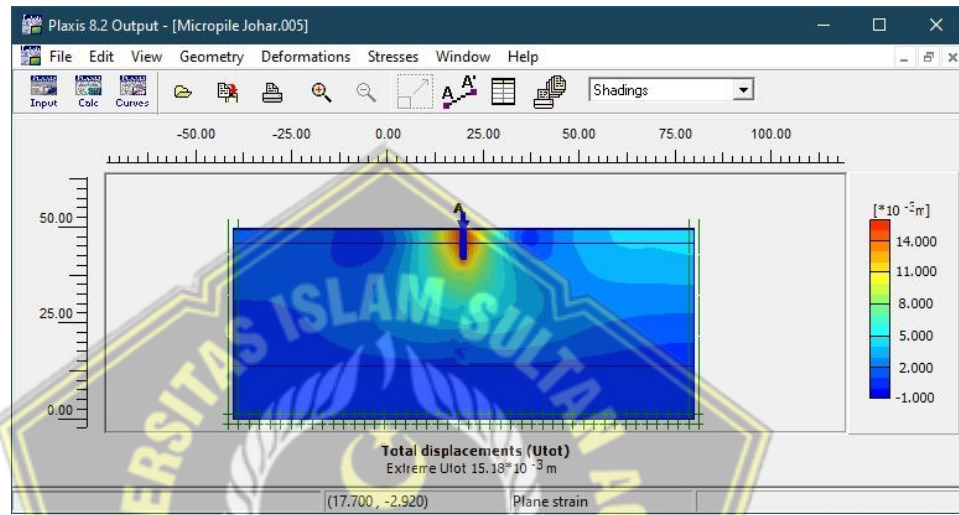 Plaxis 8.2 Output - [Micropile Johar.005]
File Edit View Geometry Deformations Stresses Window Help
Input Calc Curves Shadings
-50.00 -25.00 0.00 25.00 50.00 75.00 100.00
A
50.00
25.00
0.00
[*10 -3m]
14.000
11.000
8.000
5.000
2.000
-1.000
ISLAM SULTAN AG
ERSITAS
Total displacements (Utot)
Extreme Utot 15.18*10 -3 m
(17.700 , -2.920) Plane strain